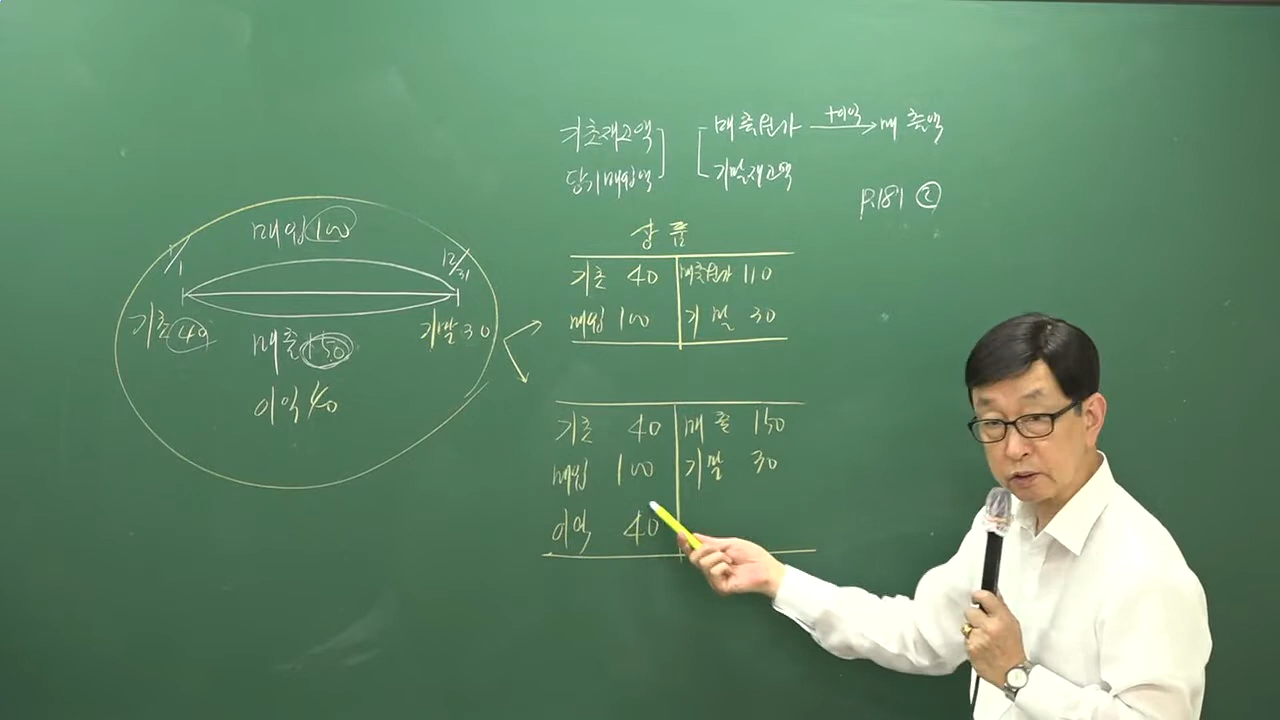 매입 100
1/1
12/31
기초 40
매출 150
기말 30
이익 40
기초재고액 매출원가 +이익 → 매출액
당기매입액 기말재고액
P.181 ②
상품
기초 40 매출원가 110
매입 100 기말 30
기초 40 매출 150
매입 100 기말 30
이익 40